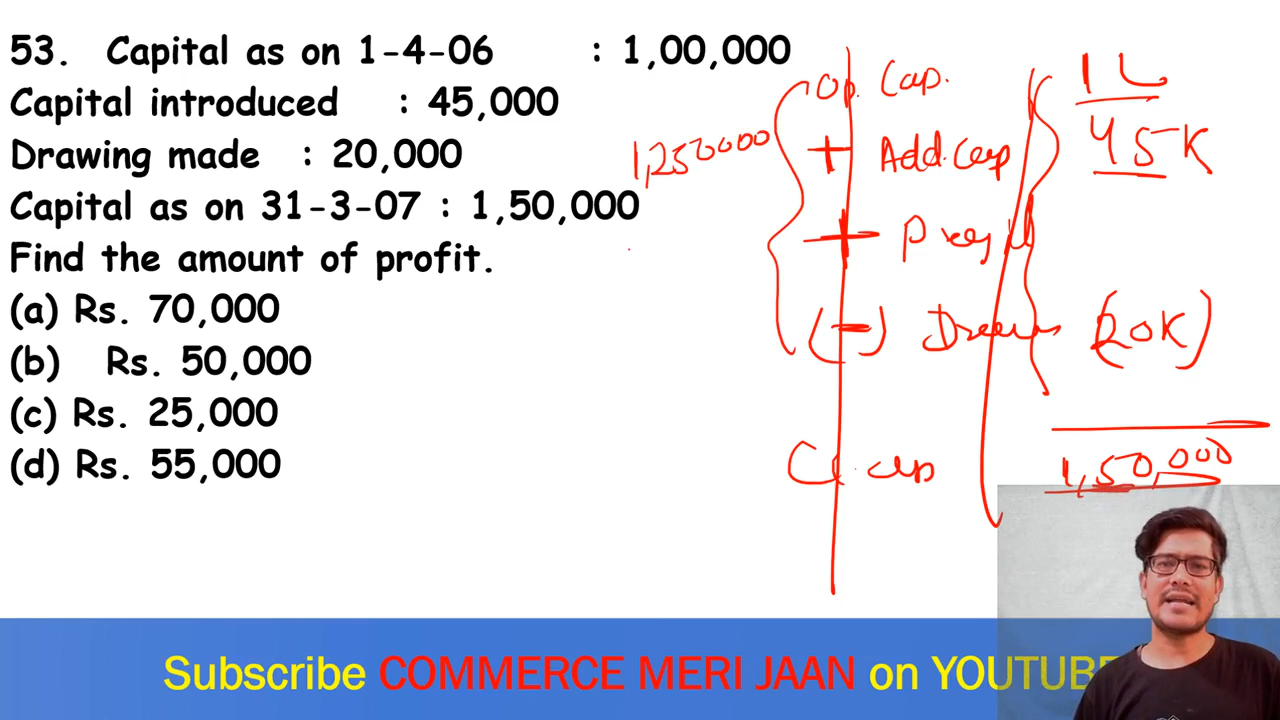 53. Capital as on 1-4-06 : 1,00,000
Capital introduced : 45,000
Drawing made : 20,000
Capital as on 31-3-07 : 1,50,000
Find the amount of profit.
(a) Rs. 70,000
(b) Rs. 50,000
(c) Rs. 25,000
(d) Rs. 55,000
Op. Cap. 1 L
+ Add. Cap 45K
+
(-) (20K)
cap 1,50,000
Subscribe COMMERCE MERI JAAN on